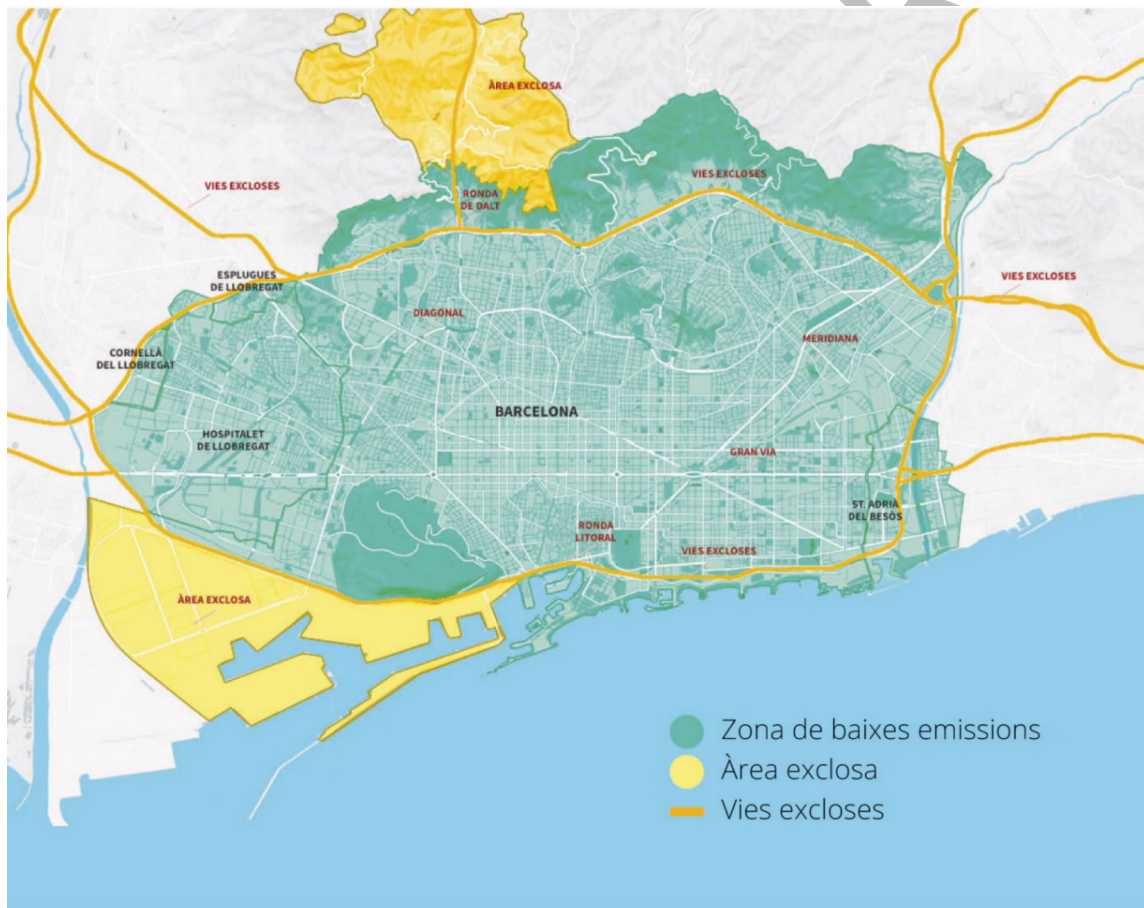 ÀREA EXCLOSA
VIES EXCLOSES
VIES EXCLOSES
RONDA
DE DALT
ESPLUGUES
DE LLOBREGAT
VIES EXCLOSES
DIAGONAL
MERIDIANA
CORNELLÀ
DEL LLOBREGAT
BARCELONA
HOSPITALET
DE LLOBREGAT
GRAN VIA
ST. ADRIÀ
DEL BESÒS
RONDA
LITORAL
VIES EXCLOSES
ÀREA EXCLOSA
Zona de baixes emissions
Àrea exclosa
Vies excloses